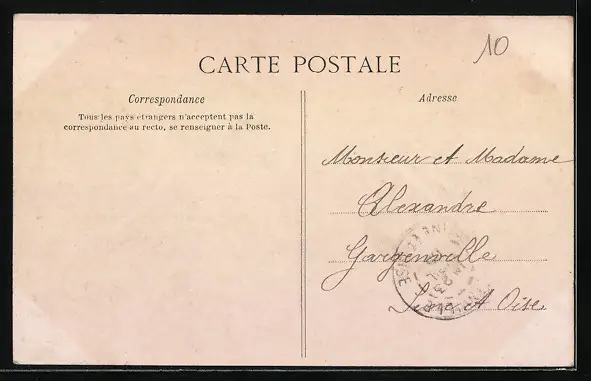 10
CARTE POSTALE
Correspondance
Tous les pays étrangers n'acceptent pas la
correspondance au recto, se renseigner à la Poste.
Adresse
Monsieur et Madame
Alexandre
Gargenville
Seine et Oise